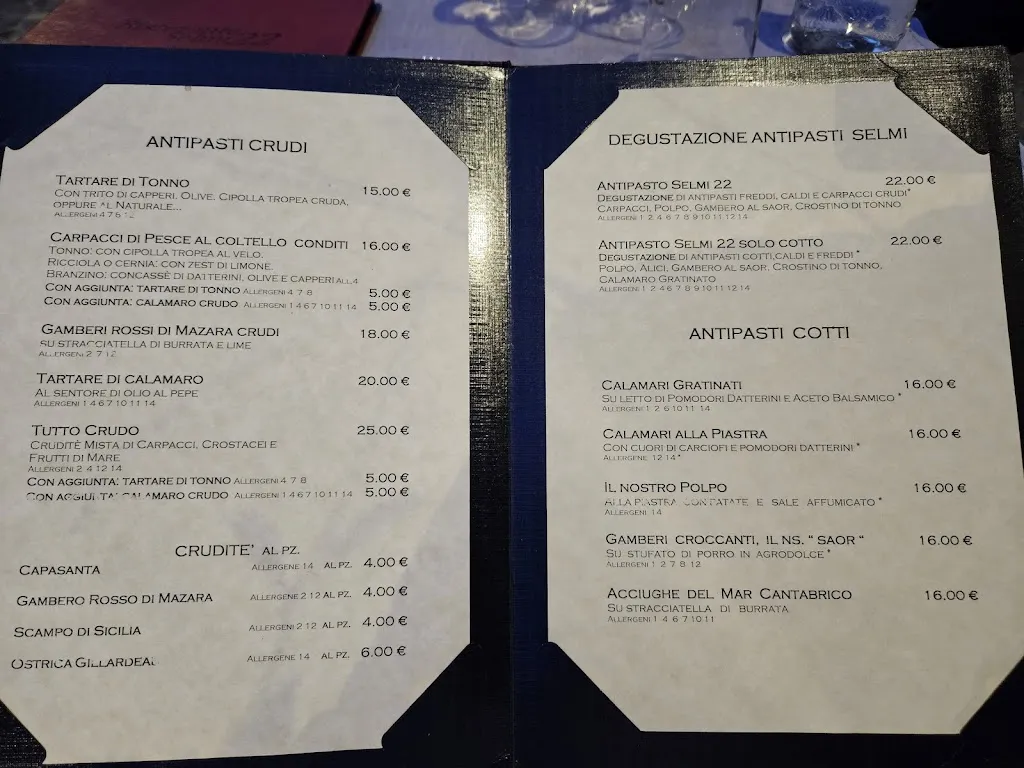 ANTIPASTI CRUDI
TARTARE DI TONNO 15.00 €
CON TRITO DI CAPPERI, OLIVE, CIPOLLA TROPEA CRUDA,
OPPURE AL NATURALE...
ALLERGENI 4 7 8 12
CARPACCI DI PESCE AL COLTELLO CONDITI 16.00 €
TONNO: CON CIPOLLA TROPEA AL VELO.
RICCIOLA O CERNIA: CON ZEST DI LIMONE.
BRANZINO: CONCASSÈ DI DATTERINI, OLIVE E CAPPERI ALL.4
CON AGGIUNTA: TARTARE DI TONNO ALLERGENI 4 7 8 5.00 €
CON AGGIUNTA: CALAMARO CRUDO ALLERGENI 1 4 6 7 10 11 14 5.00 €
GAMBERI ROSSI DI MAZARA CRUDI 18.00 €
SU STRACCIATELLA DI BURRATA E LIME
ALLERGENI 2 7 12
TARTARE DI CALAMARO 20.00 €
AL SENTORE DI OLIO AL PEPE
ALLERGENI 1 4 6 7 10 11 14
TUTTO CRUDO 25.00 €
CRUDITÈ MISTA DI CARPACCI, CROSTACEI E
FRUTTI DI MARE
ALLERGENI 2 4 12 14
CON AGGIUNTA: TARTARE DI TONNO ALLERGENI 4 7 8 5.00 €
CON AGGIUNTA: CALAMARO CRUDO ALLERGENI 1 4 6 7 10 11 14 5.00 €
CRUDITE' AL PZ.
CAPASANTA ALLERGENE 14 AL PZ. 4.00 €
GAMBERO ROSSO DI MAZARA ALLERGENE 2 12 AL PZ. 4.00 €
SCAMPO DI SICILIA ALLERGENI 2 12 AL PZ. 4.00 €
OSTRICA GILLARDEAU ALLERGENE 14 AL PZ. 6.00 €
DEGUSTAZIONE ANTIPASTI SELMI
ANTIPASTO SELMI 22 22.00 €
DEGUSTAZIONE DI ANTIPASTI FREDDI, CALDI E CARPACCI CRUDI*
CARPACCI, POLPO, GAMBERO AL SAOR, CROSTINO DI TONNO
ALLERGENI 1 2 4 6 7 8 9 10 11 12 14
ANTIPASTO SELMI 22 SOLO COTTO 22.00 €
DEGUSTAZIONE DI ANTIPASTI COTTI,CALDI E FREDDI *
POLPO, ALICI, GAMBERO AL SAOR, CROSTINO DI TONNO,
CALAMARO GRATINATO
ALLERGENI 1 2 4 6 7 8 9 10 11 12 14
ANTIPASTI COTTI
CALAMARI GRATINATI 16.00 €
SU LETTO DI POMODORI DATTERINI E ACETO BALSAMICO *
ALLERGENI 1 2 6 10 11 14
CALAMARI ALLA PIASTRA 16.00 €
CON CUORI DI CARCIOFI E POMODORI DATTERINI *
ALLERGENE 12 14*
IL NOSTRO POLPO 16.00 €
ALLA PIASTRA CON PATATE E SALE AFFUMICATO *
ALLERGENI 14
GAMBERI CROCCANTI, IL NS. " SAOR " 16.00 €
SU STUFATO DI PORRO IN AGRODOLCE *
ALLERGENI 1 2 7 8 12
ACCIUGHE DEL MAR CANTABRICO 16.00 €
SU STRACCIATELLA DI BURRATA
ALLERGENI 1 4 6 7 10 11